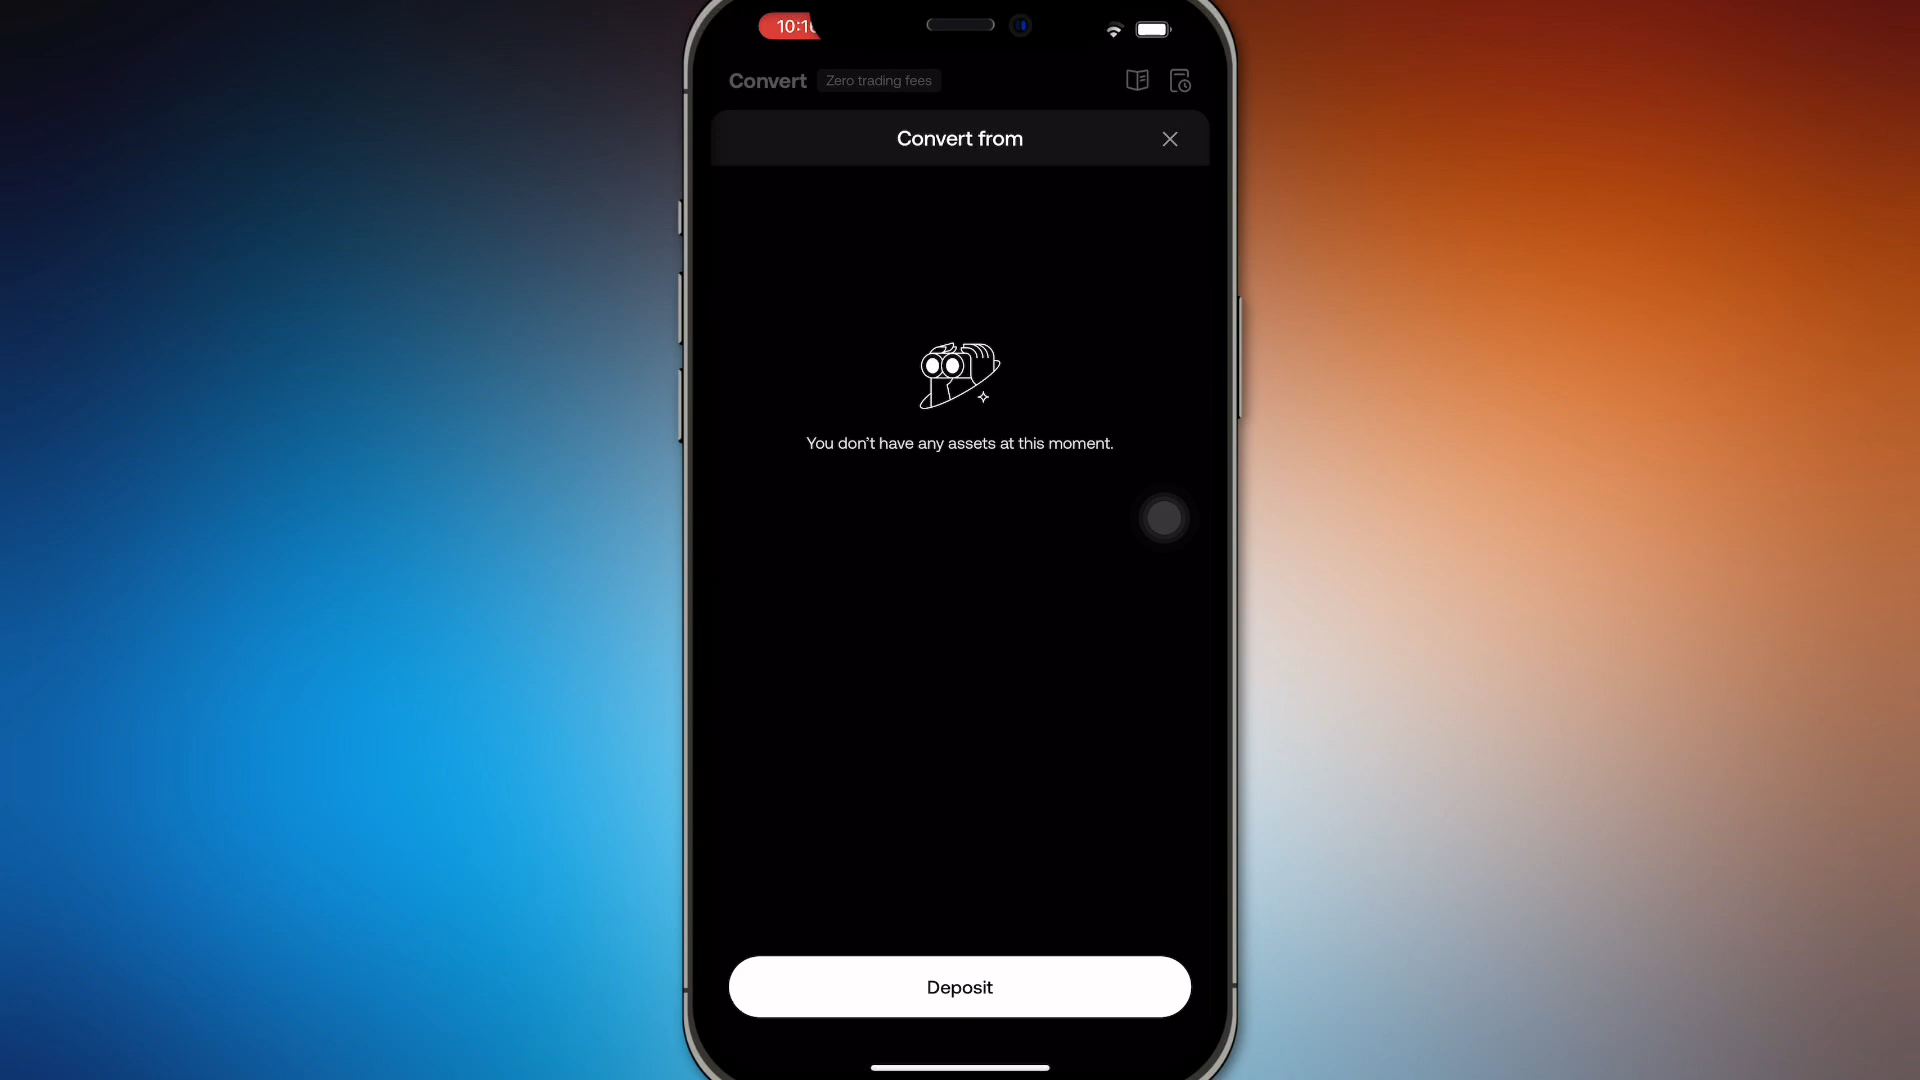 Convert Zero trading fees
Convert from
You don't have any assets at this moment.
Deposit